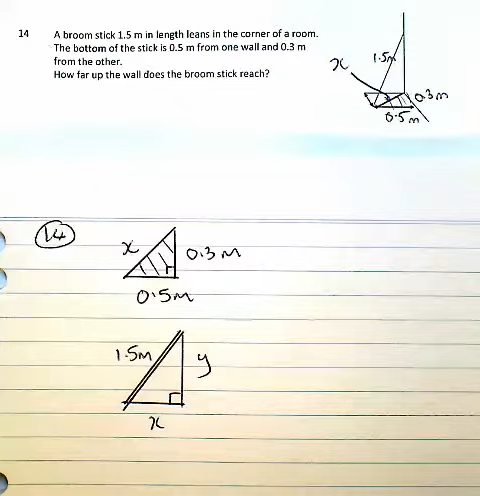 14 A broom stick 1.5 m in length leans in the corner of a room.
The bottom of the stick is 0.5 m from one wall and 0.3 m
from the other.
How far up the wall does the broom stick reach?
x 1.5m
0.3m
0.5m
14
x 0.3m
0.5m
1.5m y
x